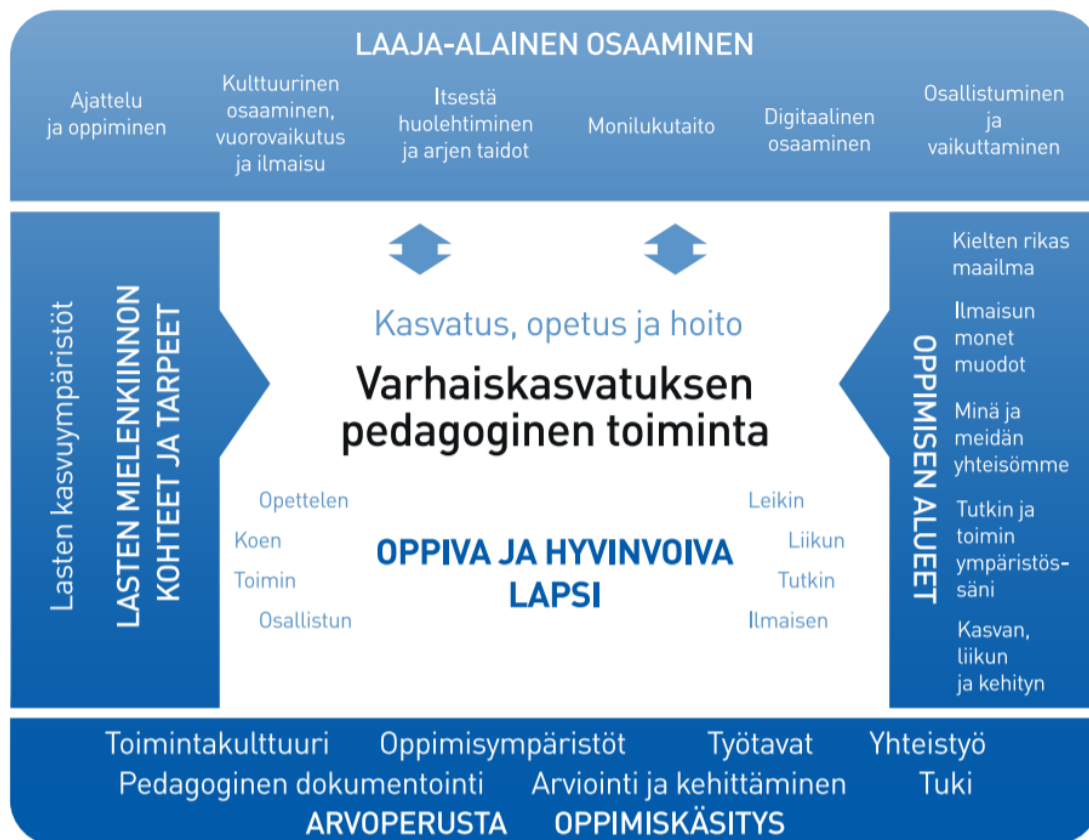 LAAJA-ALAINEN OSAAMINEN
Ajattelu
ja oppiminen
Kulttuurinen
osaaminen,
vuorovaikutus
ja ilmaisu
Itsestä
huolehtiminen
ja arjen taidot
Monilukutaito
Digitaalinen
osaaminen
Osallistuminen
ja
vaikuttaminen
Lasten kasvuympäristöt
LASTEN MIELENKIINNON
KOHTEET JA TARPEET
Kasvatus, opetus ja hoito
Varhaiskasvatuksen
pedagoginen toiminta
Opettelen
Koen
Toimin
Osallistun
OPPIVA JA HYVINVOIVA
LAPSI
Leikin
Liikun
Tutkin
Ilmaisen
OPPIMISEN ALUEET
Kielten rikas
maailma
Ilmaisun
monet
muodot
Minä ja
meidän
yhteisömme
Tutkin ja
toimin
ympäristös-
säni
Kasvan,
liikun
ja kehityn
Toimintakulttuuri Oppimisympäristöt Työtavat Yhteistyö
Pedagoginen dokumentointi Arviointi ja kehittäminen Tuki
ARVOPERUSTA OPPIMISKÄSITYS